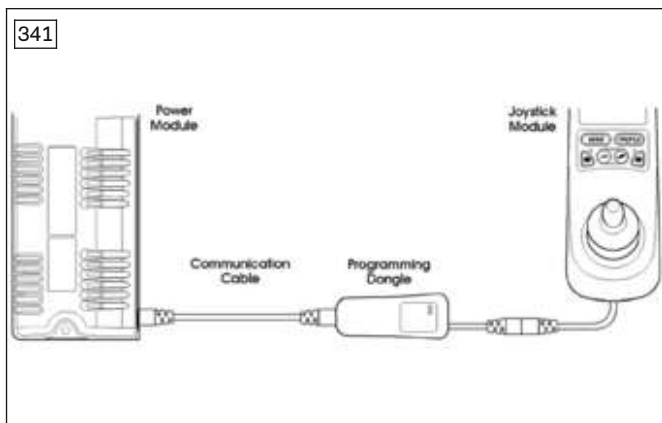 341
Power
Module
Joystick
Module
MODE
PROFILE
Communication
Cable
Programming
Dongle